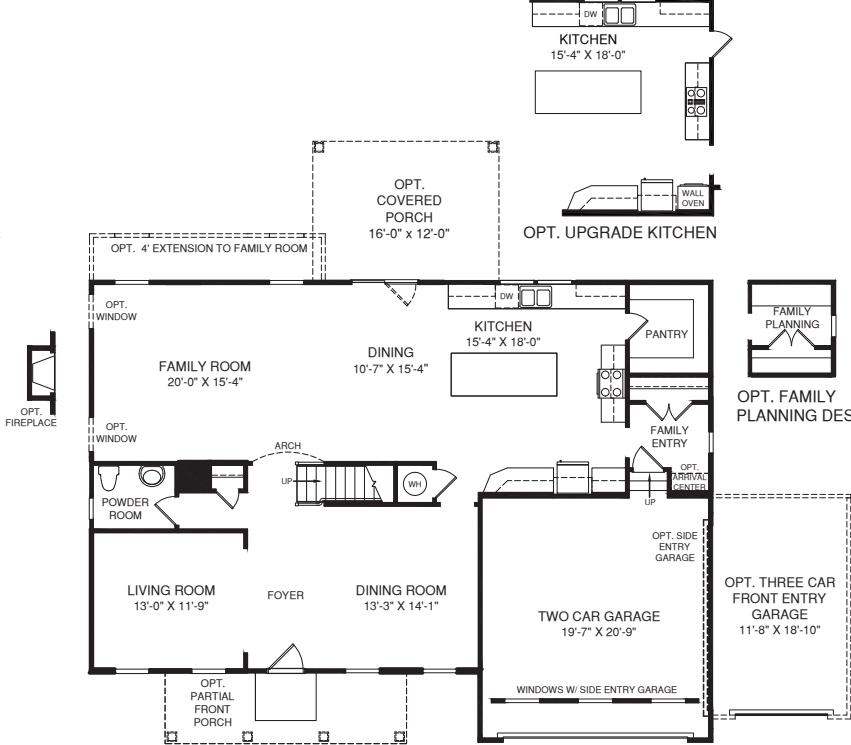 DW
KITCHEN
15'-4" X 18'-0"
WALL
OVEN
OPT. UPGRADE KITCHEN
OPT.
COVERED
PORCH
16'-0" x 12'-0"
OPT. 4' EXTENSION TO FAMILY ROOM
OPT.
WINDOW
DW
KITCHEN
15'-4" X 18'-0"
PANTRY
FAMILY
PLANNING
DINING
10'-7" X 15'-4"
FAMILY ROOM
20'-0" X 15'-4"
OPT.
FIREPLACE
OPT. FAMILY
PLANNING DES
OPT.
WINDOW
ARCH
FAMILY
ENTRY
UP
WH
OPT.
ARRIVAL
CENTER
UP
POWDER
ROOM
OPT. SIDE
ENTRY
GARAGE
LIVING ROOM
13'-0" X 11'-9"
FOYER
DINING ROOM
13'-3" X 14'-1"
TWO CAR GARAGE
19'-7" X 20'-9"
OPT. THREE CAR
FRONT ENTRY
GARAGE
11'-8" X 18'-10"
OPT.
PARTIAL
FRONT
PORCH
WINDOWS W/ SIDE ENTRY GARAGE